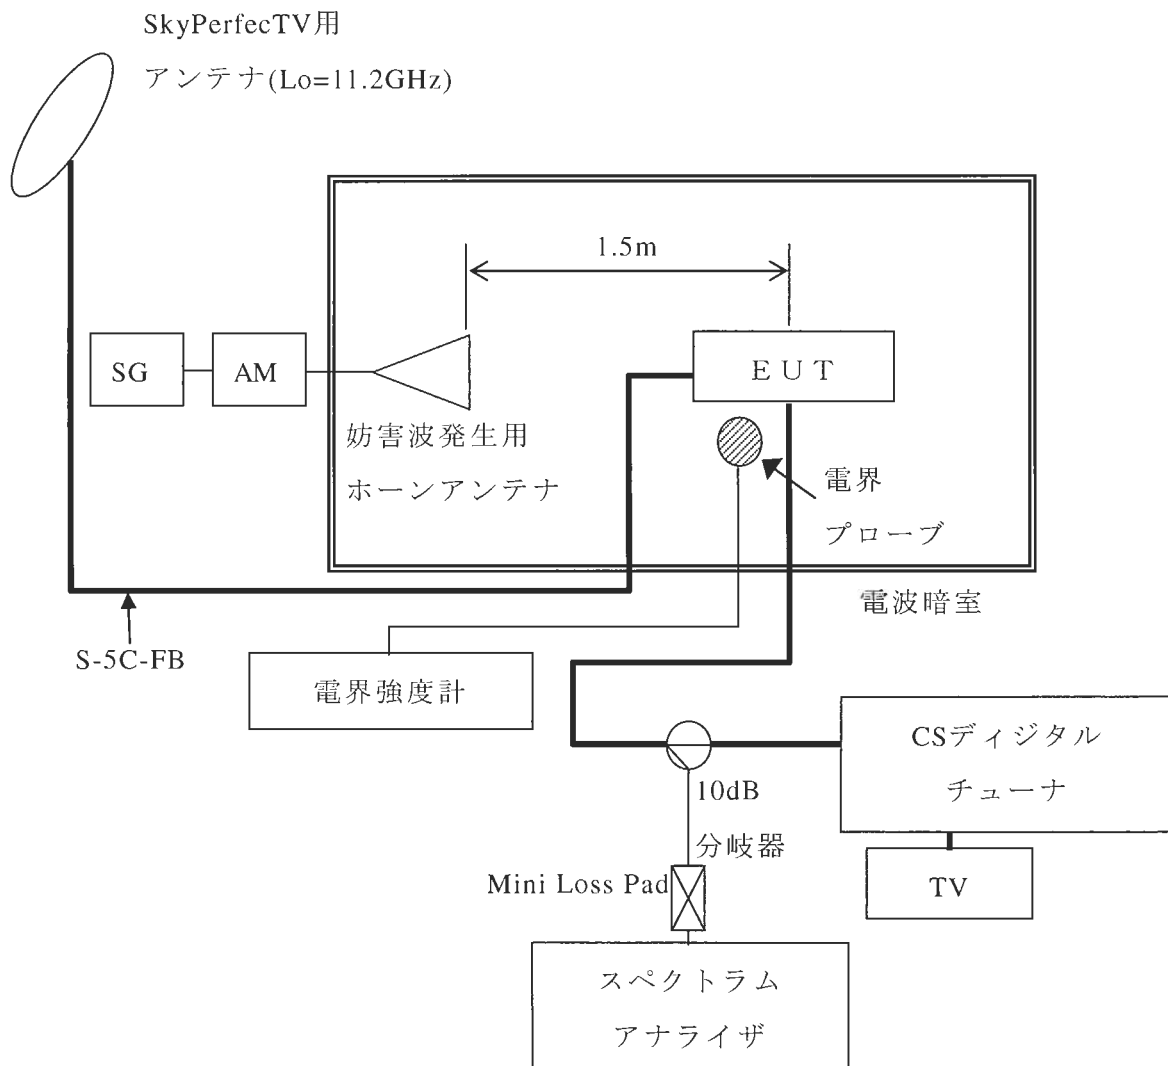 SkyPerfecTV用
アンテナ(Lo=11.2GHz)
1.5m
SG
AM
EUT
妨害波発生用
ホーンアンテナ
電界
プローブ
電波暗室
S-5C-FB
電界強度計
CSディジタル
チューナ
10dB
分岐器
Mini Loss Pad
TV
スペクトラム
アナライザ